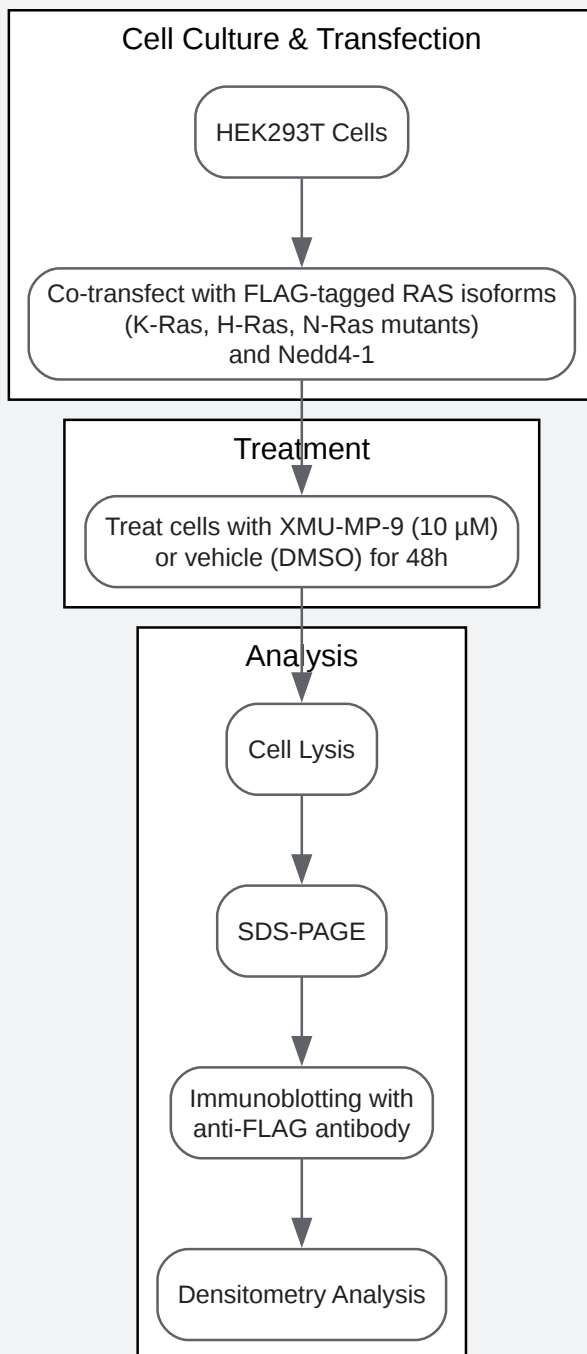 Cell Culture & Transfection
HEK293T Cells
Co-transfect with FLAG-tagged RAS isoforms
(K-Ras, H-Ras, N-Ras mutants)
and Nedd4-1
Treatment
Treat cells with XMU-MP-9 (10 µM)
or vehicle (DMSO) for 48h
Analysis
Cell Lysis
SDS-PAGE
Immunoblotting with
anti-FLAG antibody
Densitometry Analysis